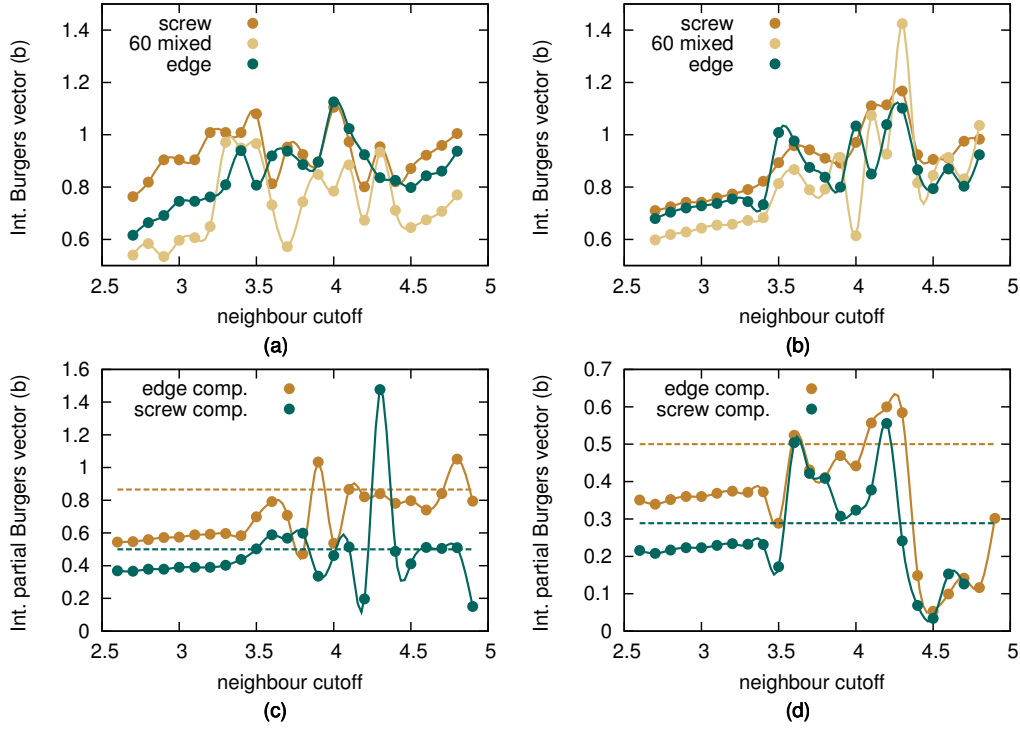 Int. Burgers vector (b)
1.4
1.2
1
0.8
0.6
screw
60 mixed
edge
2.5 3 3.5 4 4.5 5
neighbour cutoff
(a)
Int. Burgers vector (b)
1.4
1.2
1
0.8
0.6
screw
60 mixed
edge
2.5 3 3.5 4 4.5 5
neighbour cutoff
(b)
Int. partial Burgers vector (b)
1.6
1.4
1.2
1
0.8
0.6
0.4
0.2
0
edge comp.
screw comp.
2.5 3 3.5 4 4.5 5
neighbour cutoff
(c)
Int. partial Burgers vector (b)
0.7
0.6
0.5
0.4
0.3
0.2
0.1
0
edge comp.
screw comp.
2.5 3 3.5 4 4.5 5
neighbour cutoff
(d)